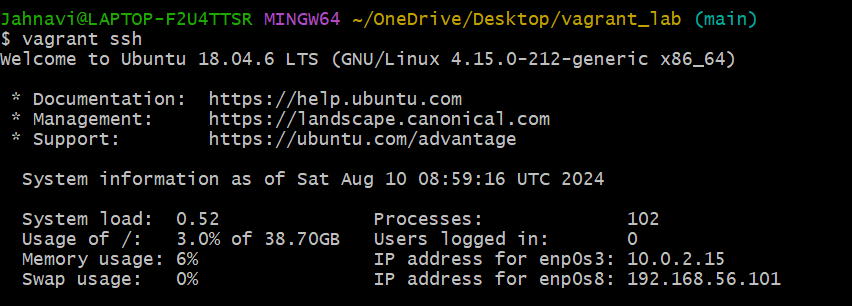 Jahnavi@LAPTOP-F2U4TTSR MINGW64 ~/OneDrive/Desktop/vagrant_lab (main)
$ vagrant ssh
Welcome to Ubuntu 18.04.6 LTS (GNU/Linux 4.15.0-212-generic x86_64)
* Documentation:  https://help.ubuntu.com
* Management:     https://landscape.canonical.com
* Support:        https://ubuntu.com/advantage
System information as of Sat Aug 10 08:59:16 UTC 2024
System load:  0.52              Processes:             102
Usage of /:   3.0% of 38.70GB   Users logged in:       0
Memory usage: 6%                IP address for enp0s3: 10.0.2.15
Swap usage:   0%                IP address for enp0s8: 192.168.56.101